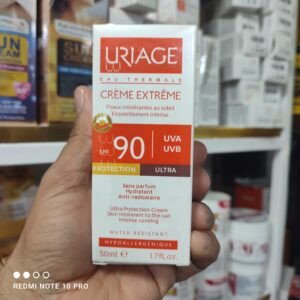 URIAGE
EAU THERMALE
CRÈME EXTRÊME
Peaux intolérantes au soleil
Ensoleillement intense
SPF 90
UVA
UVB
PROTECTION ULTRA
Sans parfum
Hydratant
Anti-radicalaire
Ultra Protection Cream
Skin intolerant to the sun
Intense sunning
WATER RESISTANT
HYPOALLERGÉNIQUE
50ml e 1.7fl.oz.
SUN
REDMI NOTE 10 PRO